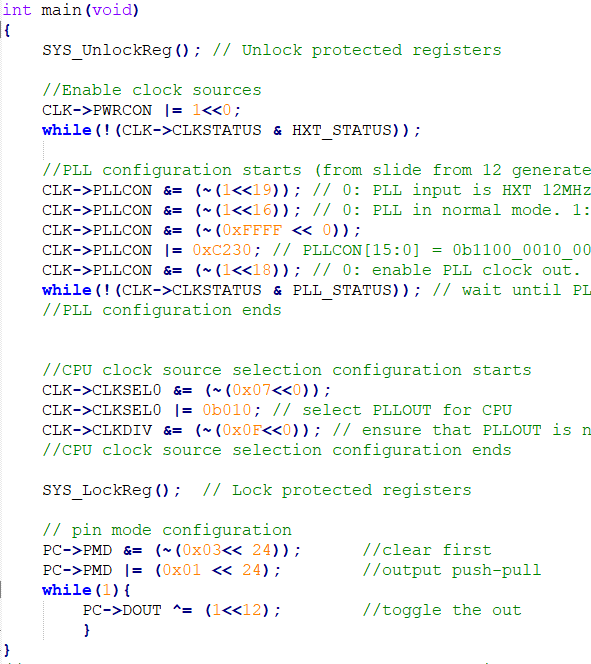 int main(void)
{
    SYS_UnlockReg(); // Unlock protected registers
    //Enable clock sources
    CLK->PWRCON |= 1<<0;
    while(!(CLK->CLKSTATUS & HXT_STATUS));
    //PLL configuration starts (from slide from 12 generate
    CLK->PLLCON &= (~(1<<19)); // 0: PLL input is HXT 12MHz
    CLK->PLLCON &= (~(1<<16)); // 0: PLL in normal mode. 1:
    CLK->PLLCON &= (~(0xFFFF << 0));
    CLK->PLLCON |= 0xC230; // PLLCON[15:0] = 0b1100_0010_00
    CLK->PLLCON &= (~(1<<18)); // 0: enable PLL clock out.
    while(!(CLK->CLKSTATUS & PLL_STATUS)); // wait until PL
    //PLL configuration ends
    //CPU clock source selection configuration starts
    CLK->CLKSEL0 &= (~(0x07<<0));
    CLK->CLKSEL0 |= 0b010; // select PLLOUT for CPU
    CLK->CLKDIV &= (~(0x0F<<0)); // ensure that PLLOUT is n
    //CPU clock source selection configuration ends
    SYS_LockReg();  // Lock protected registers
    // pin mode configuration
    PC->PMD &= (~(0x03<< 24));      //clear first
    PC->PMD |= (0x01 << 24);        //output push-pull
    while(1){
        PC->DOUT ^= (1<<12);        //toggle the out
        }
}